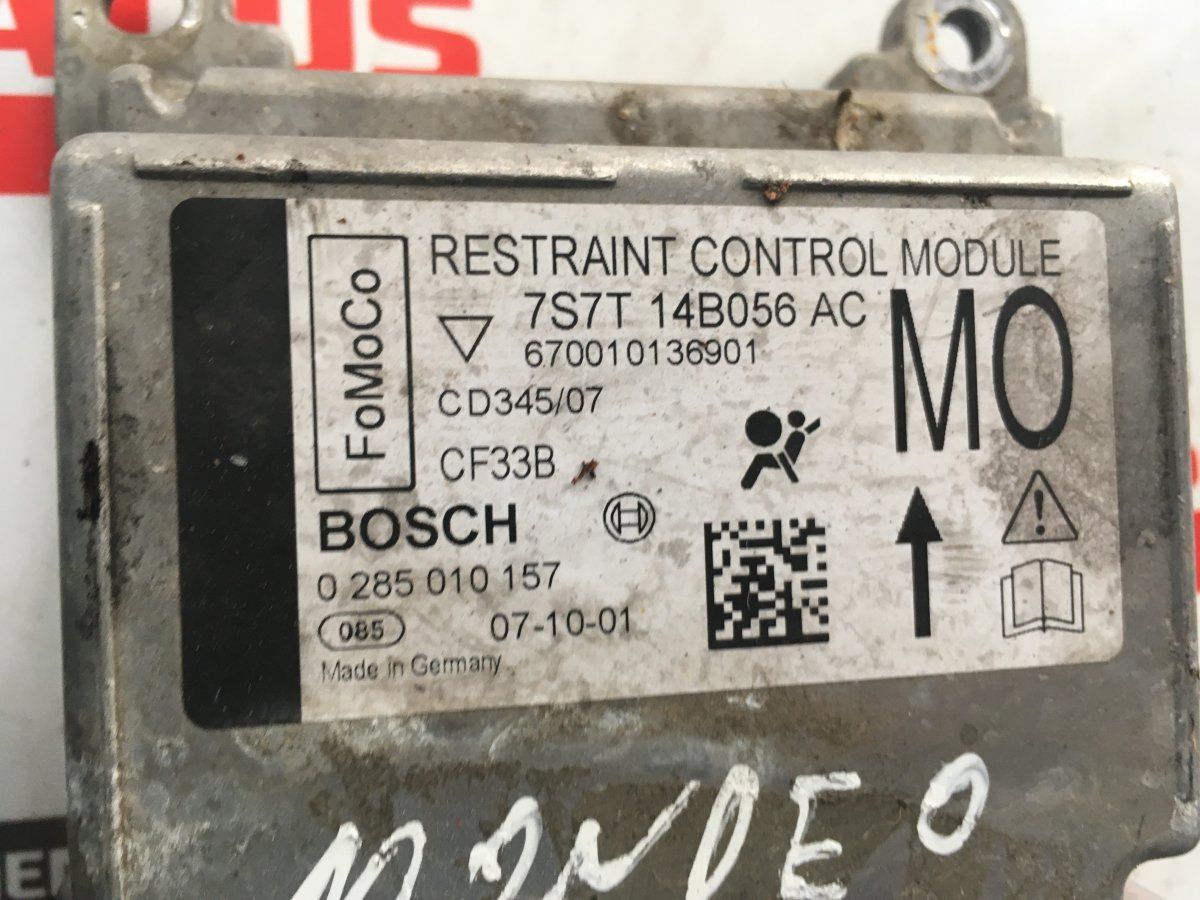 RESTRAINT CONTROL MODULE
FoMoCo
7S7T 14B056 AC
MO
670010136901
CD345/07
CF33B
BOSCH
0 285 010 157
085
07-10-01
Made in Germany
MONDEO